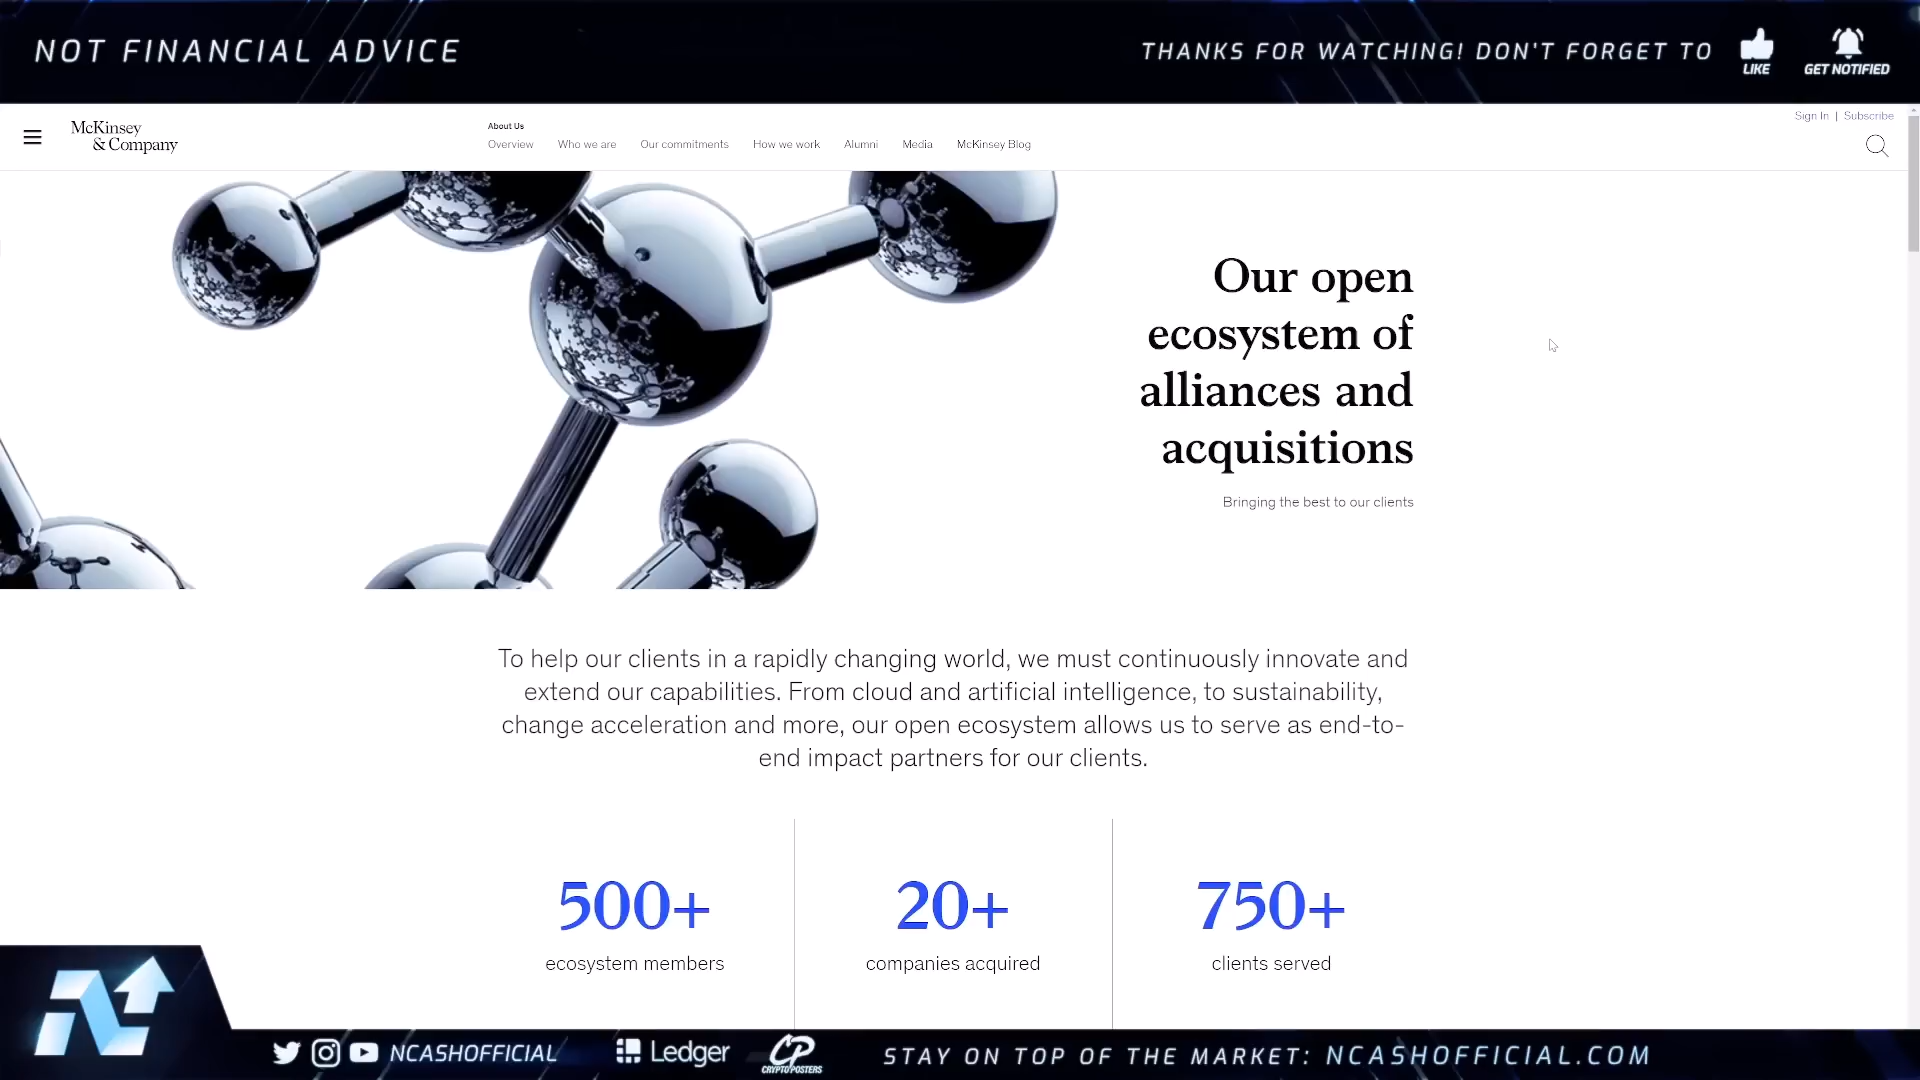 NOT FINANCIAL ADVICE
THANKS FOR WATCHING! DON'T FORGET TO
LIKE
GET NOTIFIED
McKinsey
& Company
About Us
Overview
Who we are
Our commitments
How we work
Alumni
Media
McKinsey Blog
Sign In | Subscribe
Our open
ecosystem of
alliances and
acquisitions
Bringing the best to our clients
To help our clients in a rapidly changing world, we must continuously innovate and
extend our capabilities. From cloud and artificial intelligence, to sustainability,
change acceleration and more, our open ecosystem allows us to serve as end-to-
end impact partners for our clients.
500+
ecosystem members
20+
companies acquired
750+
clients served
NCASHOFFICIAL
Ledger
CP
CRYPTOPOSTERS
STAY ON TOP OF THE MARKET: NCASHOFFICIAL.COM